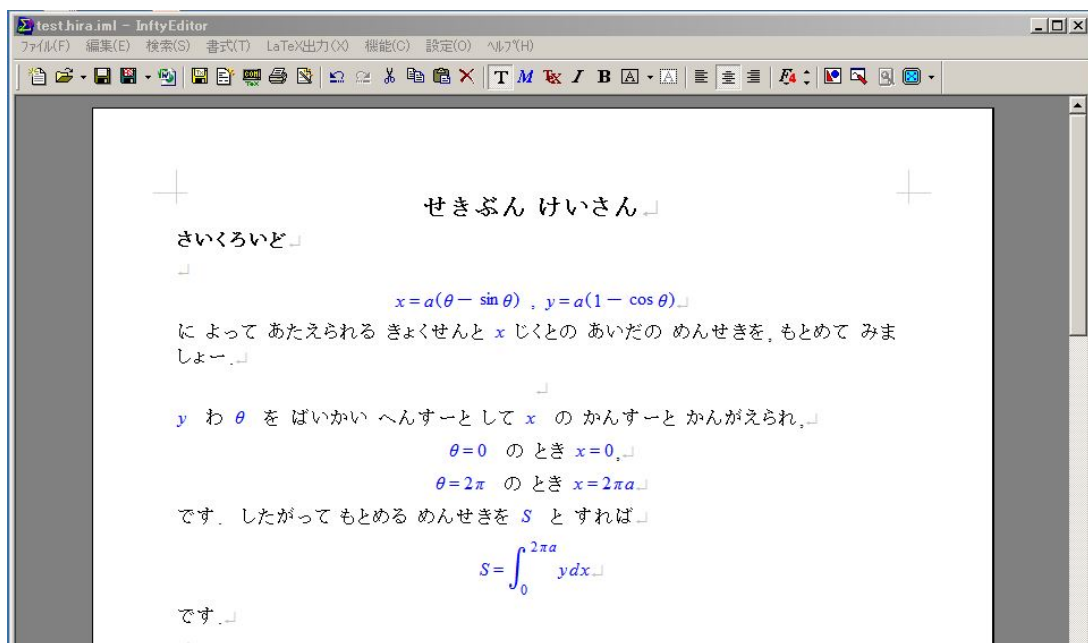 test.hira.iml - InftyEditor
ファイル(F) 編集(E) 検索(S) 書式(T) LaTeX出力(X) 機能(C) 設定(O) ヘルプ(H)
せきぶん けいさん
さいくろいど
x=a(θ− sin θ) , y=a(1− cos θ)
に よって あたえられる きょくせんと x じくとの あいだの めんせきを, もとめて みま
しょー.
y わ θ を ばいかい へんすーと して x の かんすーと かんがえられ,
θ=0 の とき x=0,
θ=2π の とき x=2πa
です. したがって もとめる めんせきを S と すれば
S=∫₀^{2πa} ydx
です.